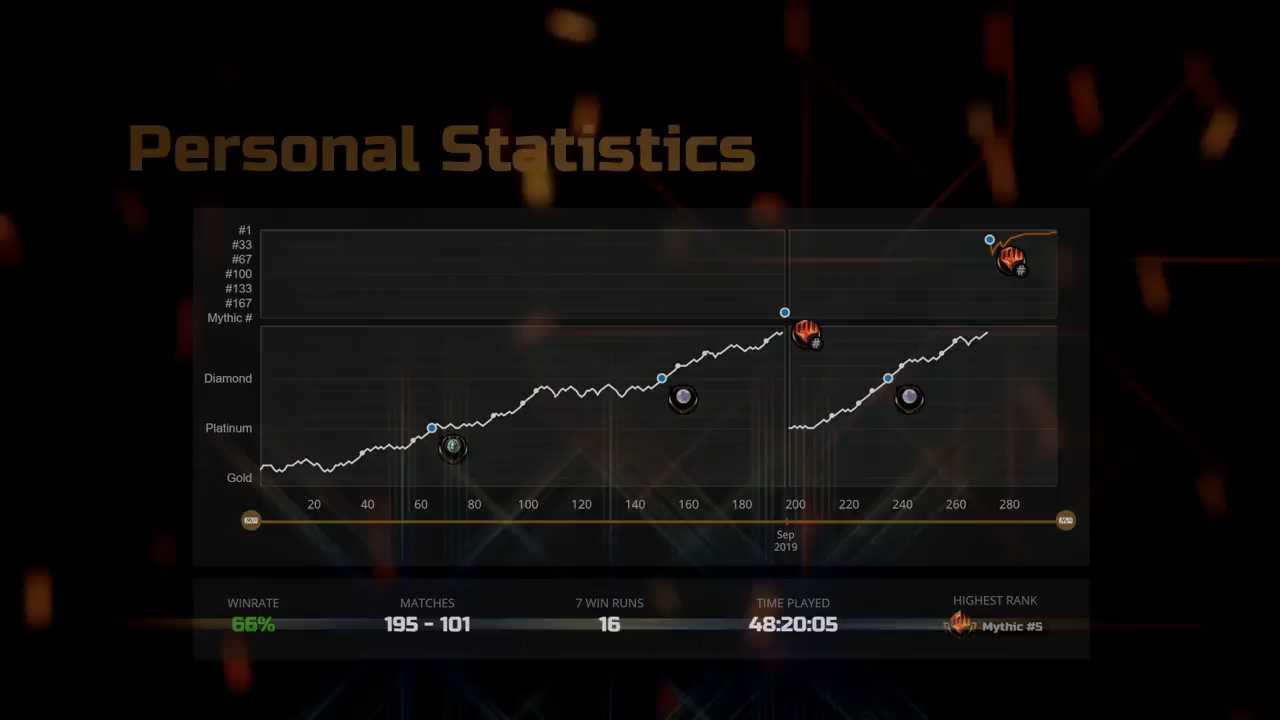 Personal Statistics
#1
#33
#67
#100
#133
#167
Mythic #
Diamond
Platinum
Gold
#
#
20 40 60 80 100 120 140 160 180 200 220 240 260 280
Sep
2019
WINRATE MATCHES 7 WIN RUNS TIME PLAYED HIGHEST RANK
66% 195 - 101 16 48:20:05 Mythic #5